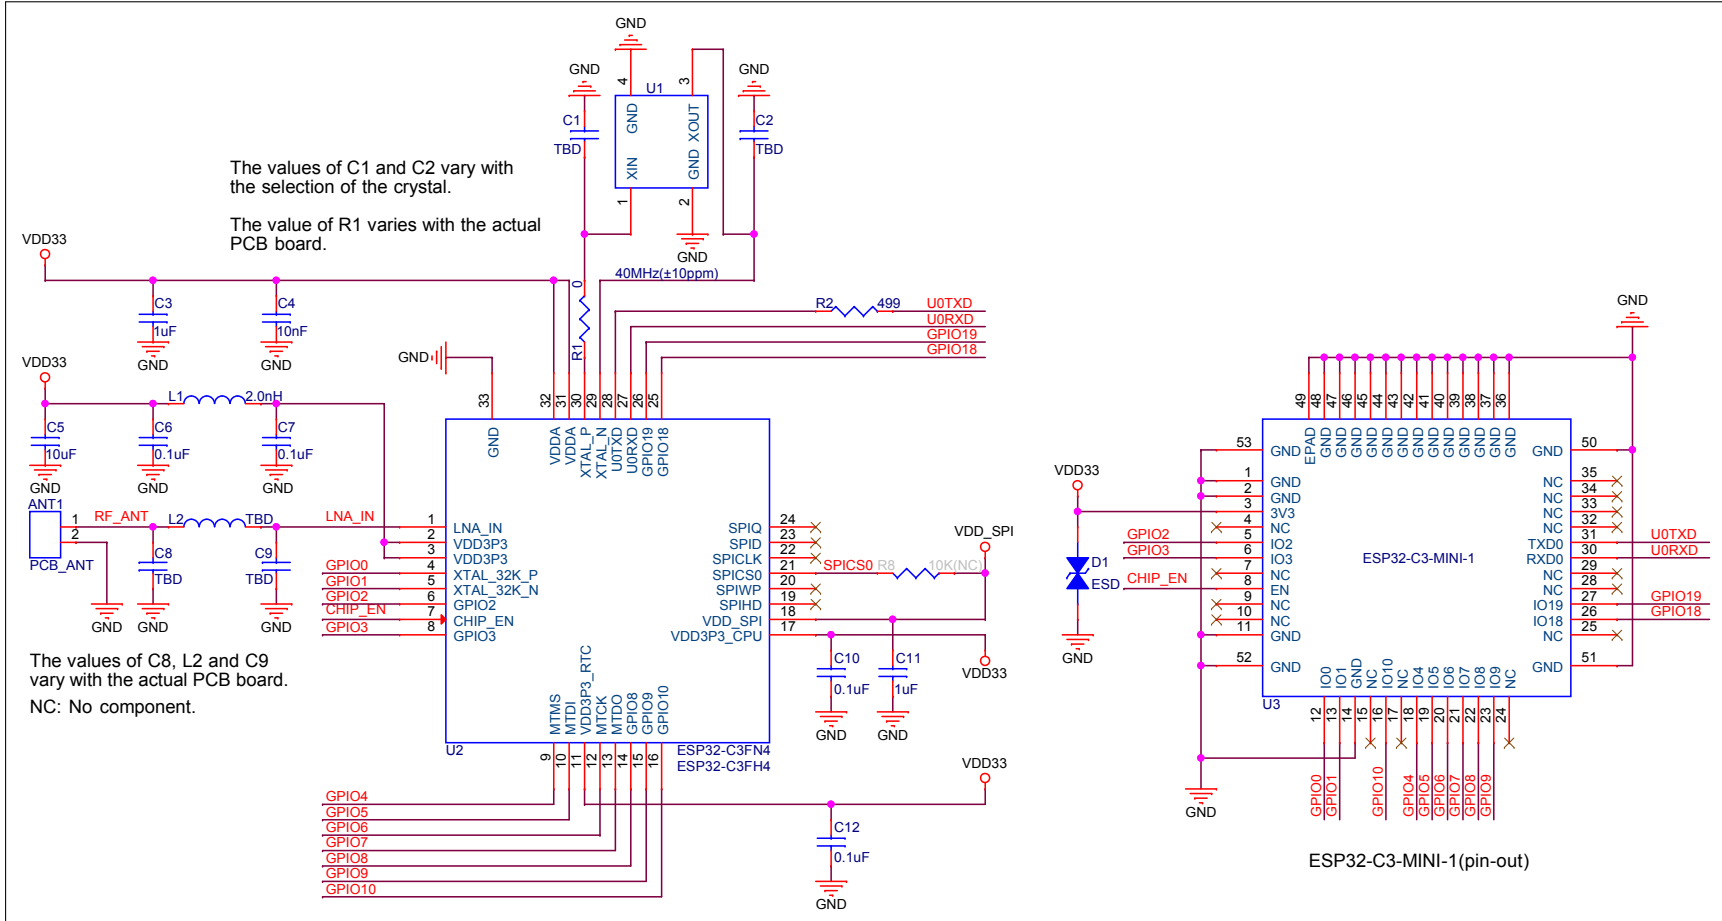 GND
GND
GND
4
3
U1
C1
TBD
GND
XOUT
XIN
GND
C2
TBD
1
2
GND
The values of C1 and C2 vary with
the selection of the crystal.
The value of R1 varies with the actual
PCB board.
VDD33
40MHz(±10ppm)
C3
1uF
GND
C4
10nF
GND
0
R1
R2
499
U0TXD
U0RXD
GPIO19
GPIO18
GND
VDD33
L1
2.0nH
C5
10uF
GND
C6
0.1uF
GND
C7
0.1uF
GND
33
32
31
30
29
28
27
26
25
GND
VDDA
VDDA
XTAL_P
XTAL_N
U0TXD
U0RXD
GPIO19
GPIO18
ANT1
1
2
PCB_ANT
RF_ANT
L2
TBD
LNA_IN
C8
TBD
C9
TBD
GND
GND
GND
GPIO0
GPIO1
GPIO2
CHIP_EN
GPIO3
1
2
3
4
5
6
7
8
LNA_IN
VDD3P3
VDD3P3
XTAL_32K_P
XTAL_32K_N
GPIO2
CHIP_EN
GPIO3
SPIQ
SPID
SPICLK
SPICS0
SPIWP
SPIHD
VDD_SPI
VDD3P3_CPU
24
23
22
21
20
19
18
17
SPICS0
R8
10K(NC)
VDD_SPI
C10
0.1uF
GND
C11
1uF
GND
VDD33
The values of C8, L2 and C9
vary with the actual PCB board.
NC: No component.
MTMS
MTDI
VDD3P3_RTC
MTCK
MTDO
GPIO8
GPIO9
GPIO10
U2
ESP32-C3FN4
ESP32-C3FH4
9
10
11
12
13
14
15
16
GPIO4
GPIO5
GPIO6
GPIO7
GPIO8
GPIO9
GPIO10
VDD33
C12
0.1uF
GND
GND
49
48
47
46
45
44
43
42
41
40
39
38
37
36
EPAD
GND
GND
GND
GND
GND
GND
GND
GND
GND
GND
GND
GND
GND
VDD33
D1
ESD
GND
GPIO2
GPIO3
CHIP_EN
53
1
2
3
4
5
6
7
8
9
10
11
52
GND
GND
GND
3V3
NC
IO2
IO3
NC
EN
NC
NC
GND
GND
ESP32-C3-MINI-1
GND
NC
NC
NC
NC
TXD0
RXD0
NC
NC
IO19
IO18
NC
GND
50
35
34
33
32
31
30
29
28
27
26
25
51
U0TXD
U0RXD
GPIO19
GPIO18
IO0
IO1
GND
NC
IO10
NC
IO4
IO5
IO6
IO7
IO8
IO9
NC
U3
12
13
14
15
16
17
18
19
20
21
22
23
24
GND
GPIO0
GPIO1
GPIO10
GPIO4
GPIO5
GPIO6
GPIO7
GPIO8
GPIO9
ESP32-C3-MINI-1(pin-out)